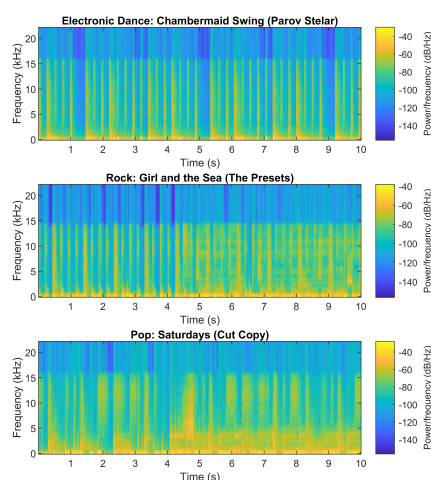 Electronic Dance: Chambermaid Swing (Parov Stelar)
Frequency (kHz)
20
15
10
5
0
1 2 3 4 5 6 7 8 9 10
Time (s)
-40
-60
-80
-100
-120
-140
Power/frequency (dB/Hz)
Rock: Girl and the Sea (The Presets)
Frequency (kHz)
20
15
10
5
0
1 2 3 4 5 6 7 8 9 10
Time (s)
-40
-60
-80
-100
-120
-140
Power/frequency (dB/Hz)
Pop: Saturdays (Cut Copy)
Frequency (kHz)
20
15
10
5
0
1 2 3 4 5 6 7 8 9 10
Time (s)
-40
-60
-80
-100
-120
-140
Power/frequency (dB/Hz)